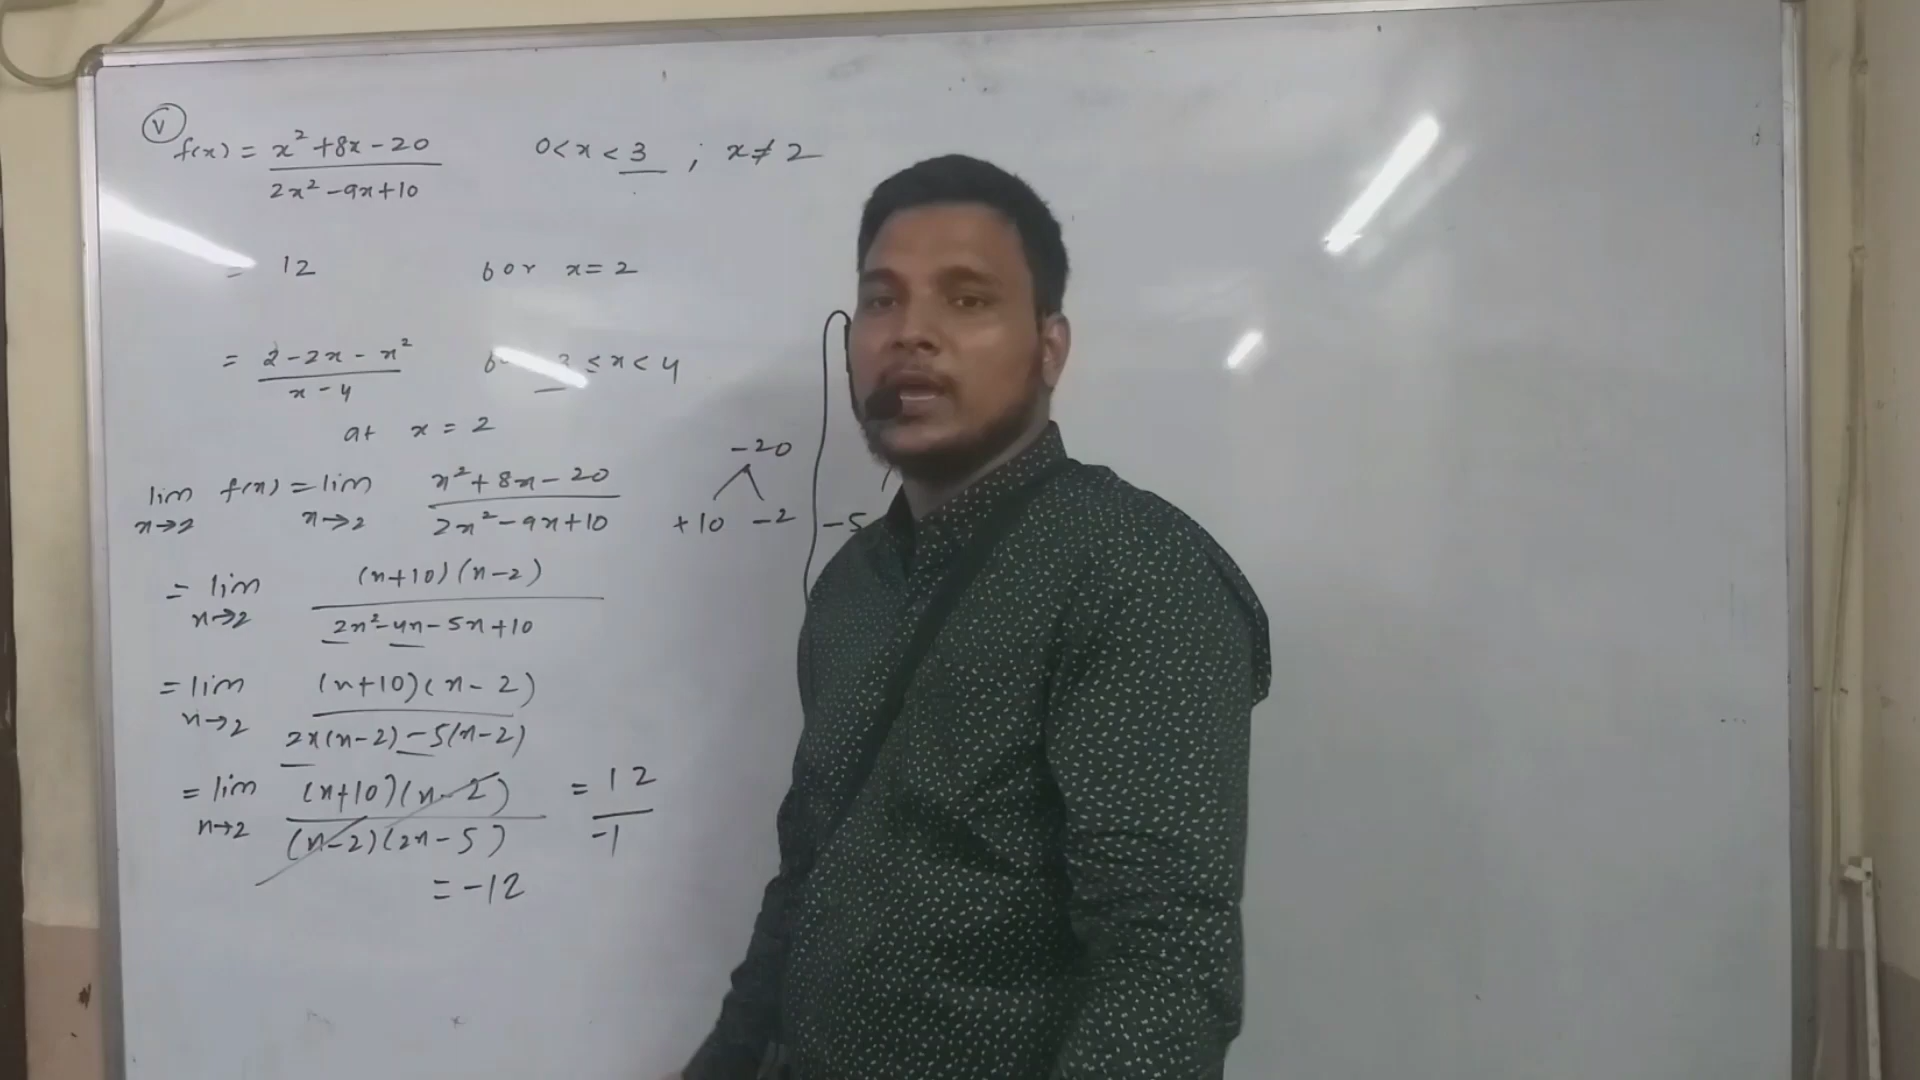 V
f(x) = x² + 8x - 20 / 2x² - 9x + 10   0 < x < 3 ; x ≠ 2
= 12   for x = 2
= 2 - 2x - x² / x - 4   ≤ x < 4
at x = 2
lim x→2 f(x) = lim x→2 x² + 8x - 20 / 2x² - 9x + 10   -20   +10 -2   -5
= lim x→2 (x+10)(x-2) / 2x² - 4x - 5x + 10
= lim x→2 (x+10)(x-2) / 2x(x-2) - 5(x-2)
= lim x→2 (x+10)(x-2) / (x-2)(2x-5) = 12 / -1
= -12